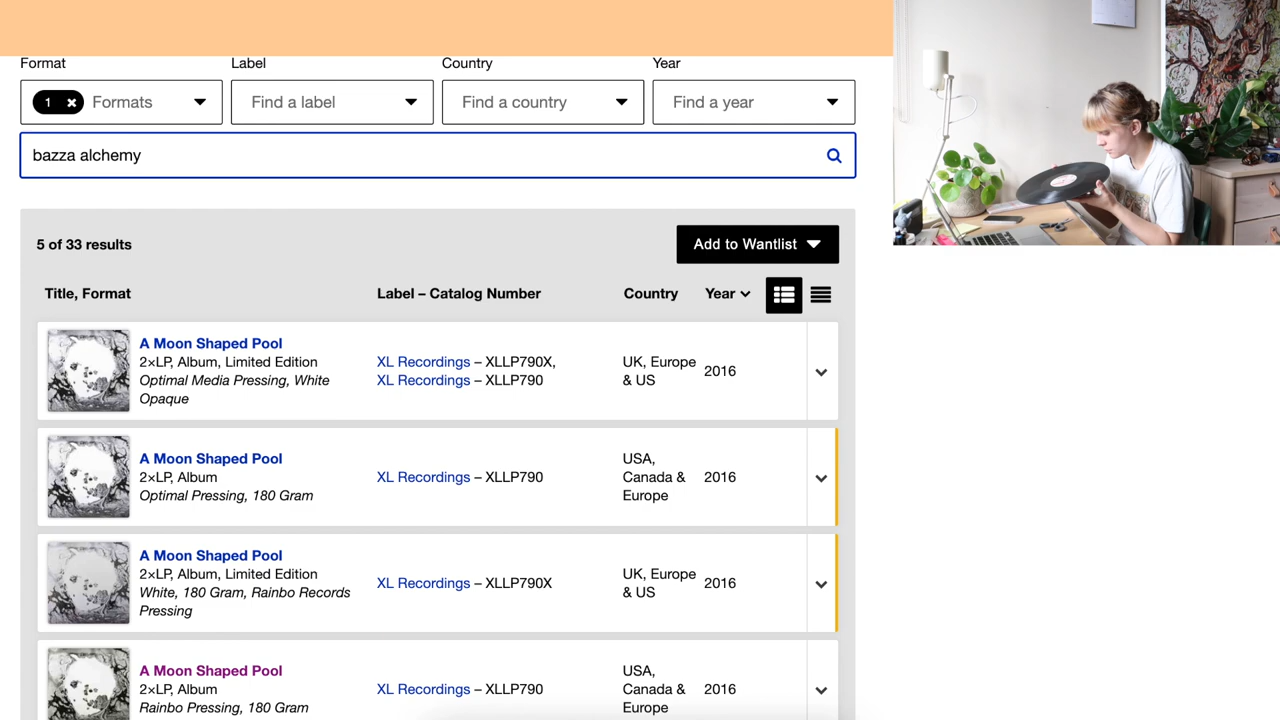 Format Label Country Year
1 × Formats Find a label Find a country Find a year
bazza alchemy
5 of 33 results Add to Wantlist
Title, Format Label – Catalog Number Country Year
A Moon Shaped Pool
2×LP, Album, Limited Edition
Optimal Media Pressing, White
Opaque
XL Recordings – XLLP790X,
XL Recordings – XLLP790
UK, Europe
& US
2016
A Moon Shaped Pool
2×LP, Album
Optimal Pressing, 180 Gram
XL Recordings – XLLP790
USA,
Canada &
Europe
2016
A Moon Shaped Pool
2×LP, Album, Limited Edition
White, 180 Gram, Rainbo Records
Pressing
XL Recordings – XLLP790X
UK, Europe
& US
2016
A Moon Shaped Pool
2×LP, Album
Rainbo Pressing, 180 Gram
XL Recordings – XLLP790
USA,
Canada &
Europe
2016